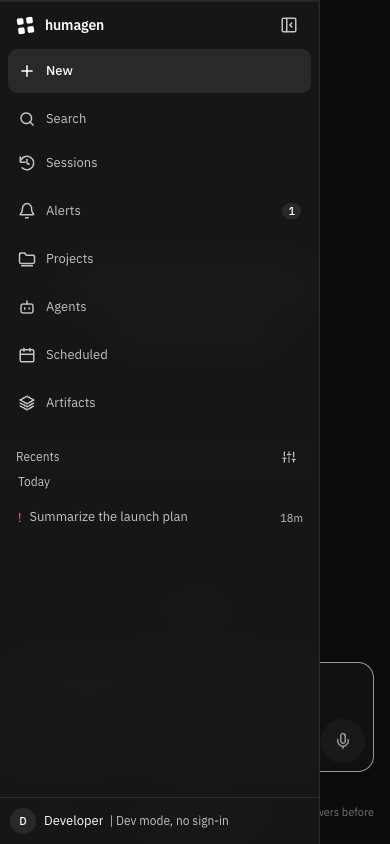 humagen
New
Search
Sessions
Alerts 1
Projects
Agents
Scheduled
Artifacts
Recents
Today
! Summarize the launch plan 18m
before
D Developer | Dev mode, no sign-in